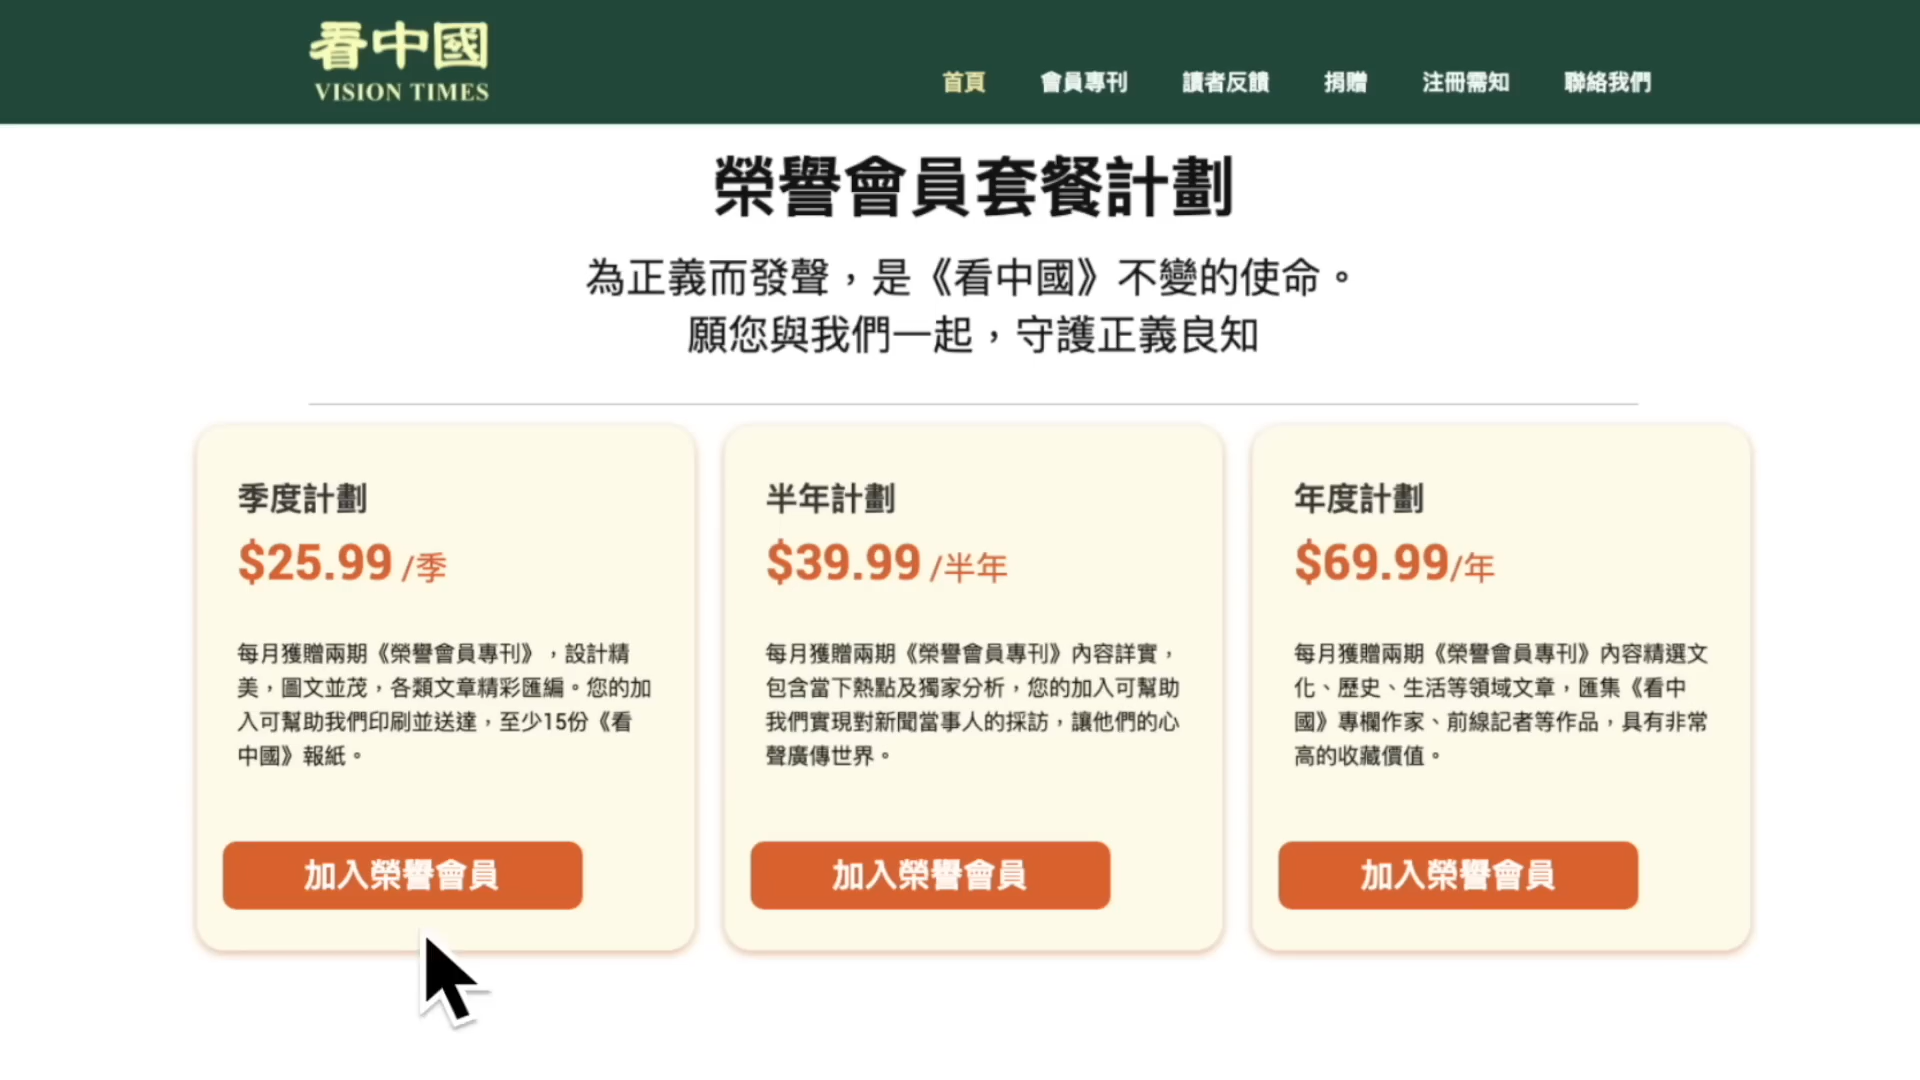 看中國
VISION TIMES
首頁 會員專刊 讀者反饋 捐贈 注冊需知 聯絡我們
榮譽會員套餐計劃
為正義而發聲，是《看中國》不變的使命。
願您與我們一起，守護正義良知
季度計劃
$25.99 /季
每月獲贈兩期《榮譽會員專刊》，設計精
美，圖文並茂，各類文章精彩匯編。您的加
入可幫助我們印刷並送達，至少15份《看
中國》報紙。
加入榮譽會員
半年計劃
$39.99 /半年
每月獲贈兩期《榮譽會員專刊》內容詳實，
包含當下熱點及獨家分析，您的加入可幫助
我們實現對新聞當事人的採訪，讓他們的心
聲廣傳世界。
加入榮譽會員
年度計劃
$69.99/年
每月獲贈兩期《榮譽會員專刊》內容精選文
化、歷史、生活等領域文章，匯集《看中
國》專欄作家、前線記者等作品，具有非常
高的收藏價值。
加入榮譽會員